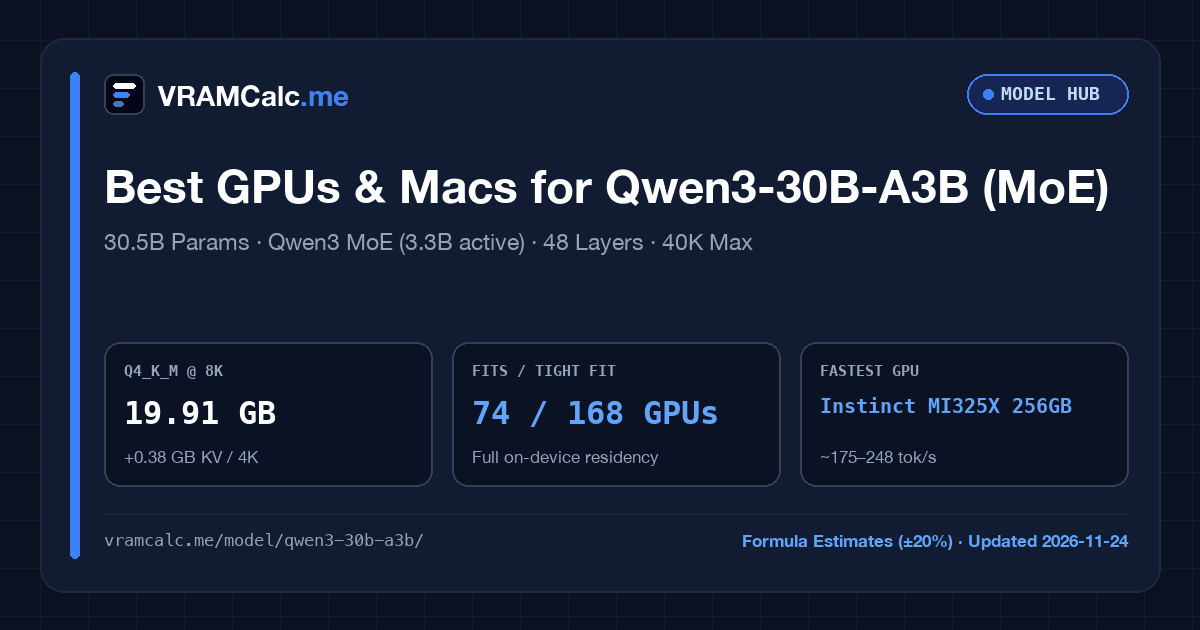 VRAMCalc.me
MODEL HUB
Best GPUs & Macs for Qwen3-30B-A3B (MoE)
30.5B Params · Qwen3 MoE (3.3B active) · 48 Layers · 40K Max
Q4_K_M @ 8K
19.91 GB
+0.38 GB KV / 4K
FITS / TIGHT FIT
74 / 168 GPUs
Full on-device residency
FASTEST GPU
Instinct MI325X 256GB
~175–248 tok/s
vramcalc.me/model/qwen3-30b-a3b/
Formula Estimates (±20%) · Updated 2026-11-24